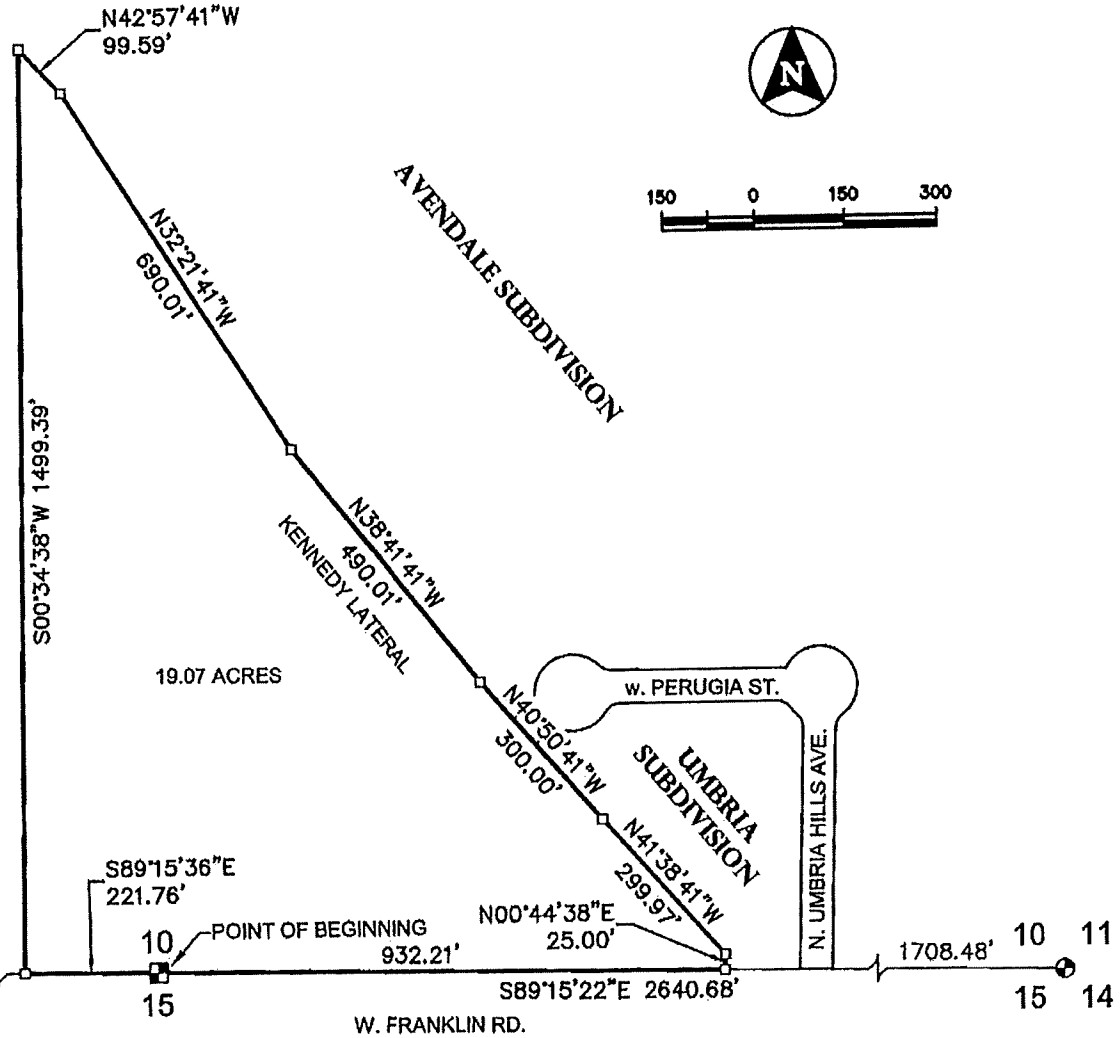 N42°57'41"W
99.59'
N
150 0 150 300
AVENDALE SUBDIVISION
N32°21'41"W
690.01'
S00°34'38"W 1499.39'
N38°41'41"W
490.01'
KENNEDY LATERAL
19.07 ACRES
W. PERUGIA ST.
N40°50'41"W
300.00'
UMBRIA
SUBDIVISION
N. UMBRIA HILLS AVE.
N41°38'41"W
299.97'
S89°15'36"E
221.76'
N00°44'38"E
25.00'
POINT OF BEGINNING
10
15
932.21'
1708.48'
10 11
15 14
S89°15'22"E 2640.68'
W. FRANKLIN RD.